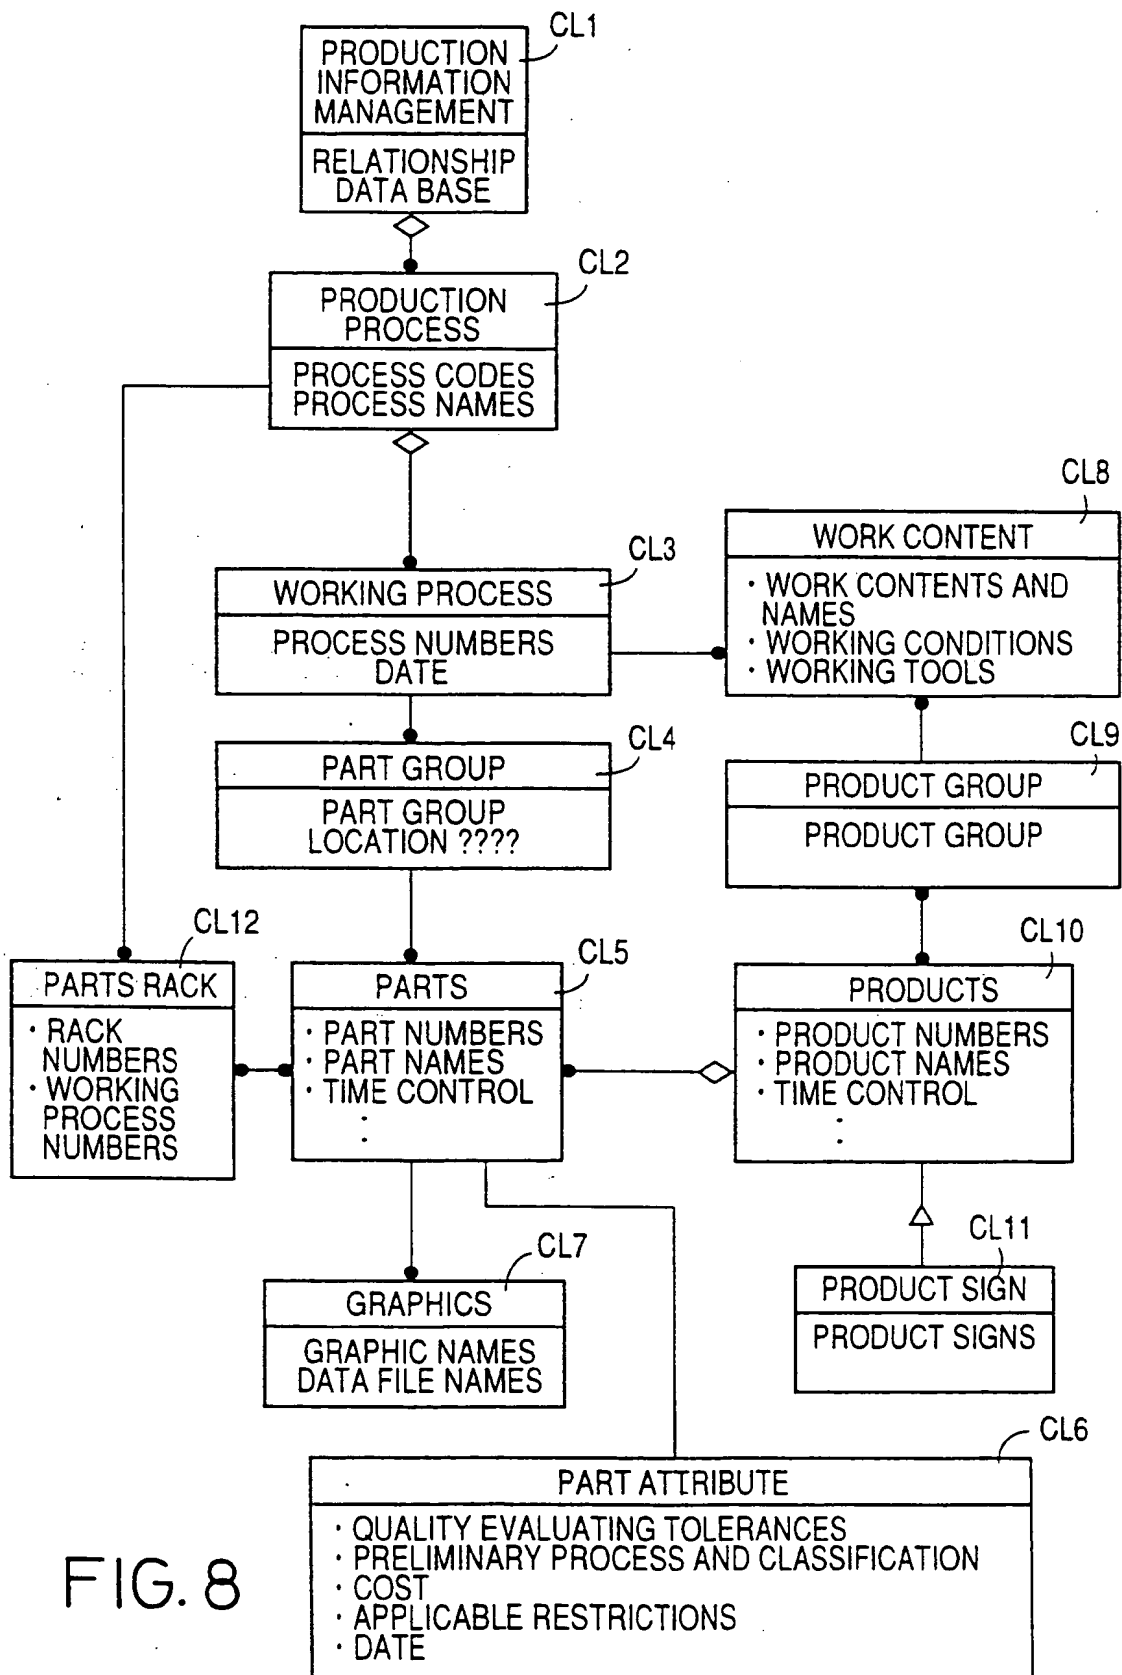 CL1
PRODUCTION
INFORMATION
MANAGEMENT
RELATIONSHIP
DATA BASE
CL2
PRODUCTION
PROCESS
PROCESS CODES
PROCESS NAMES
CL3
WORKING PROCESS
PROCESS NUMBERS
DATE
CL8
WORK CONTENT
· WORK CONTENTS AND
NAMES
· WORKING CONDITIONS
· WORKING TOOLS
CL4
PART GROUP
PART GROUP
LOCATION ????
CL9
PRODUCT GROUP
PRODUCT GROUP
CL12
PARTS RACK
· RACK
NUMBERS
· WORKING
PROCESS
NUMBERS
CL5
PARTS
· PART NUMBERS
· PART NAMES
· TIME CONTROL
CL10
PRODUCTS
· PRODUCT NUMBERS
· PRODUCT NAMES
· TIME CONTROL
CL7
GRAPHICS
GRAPHIC NAMES
DATA FILE NAMES
CL11
PRODUCT SIGN
PRODUCT SIGNS
CL6
PART ATTRIBUTE
· QUALITY EVALUATING TOLERANCES
· PRELIMINARY PROCESS AND CLASSIFICATION
· COST
· APPLICABLE RESTRICTIONS
· DATE
FIG. 8